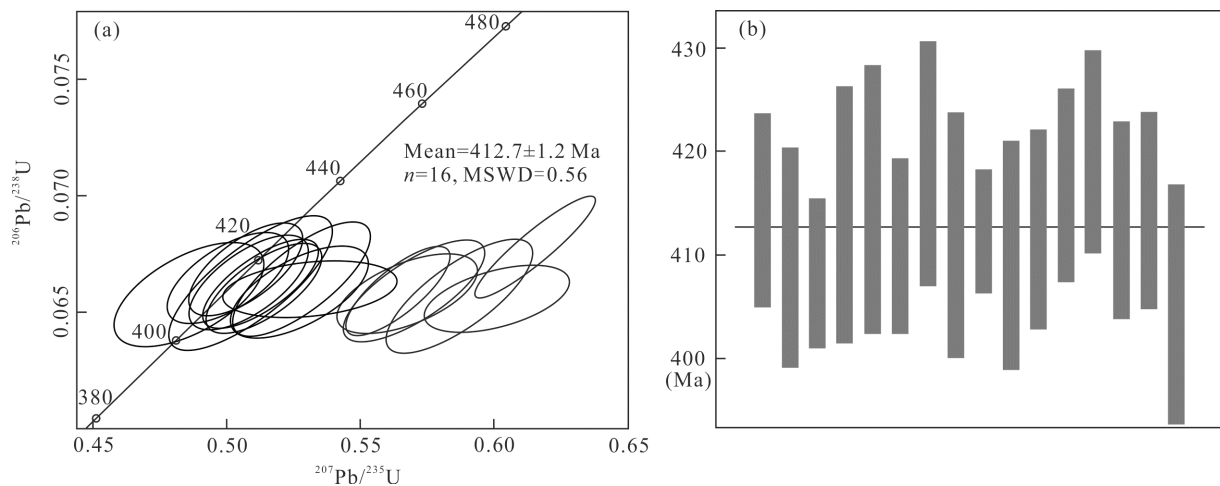 (a)
480
0.075
460
Mean=412.7±1.2 Ma
n=16, MSWD=0.56
440
0.070
²⁰⁶Pb/²³⁸U
420
0.065
400
380
0.45
0.50
0.55
0.60
0.65
²⁰⁷Pb/²³⁵U
(b)
430
420
410
400
(Ma)